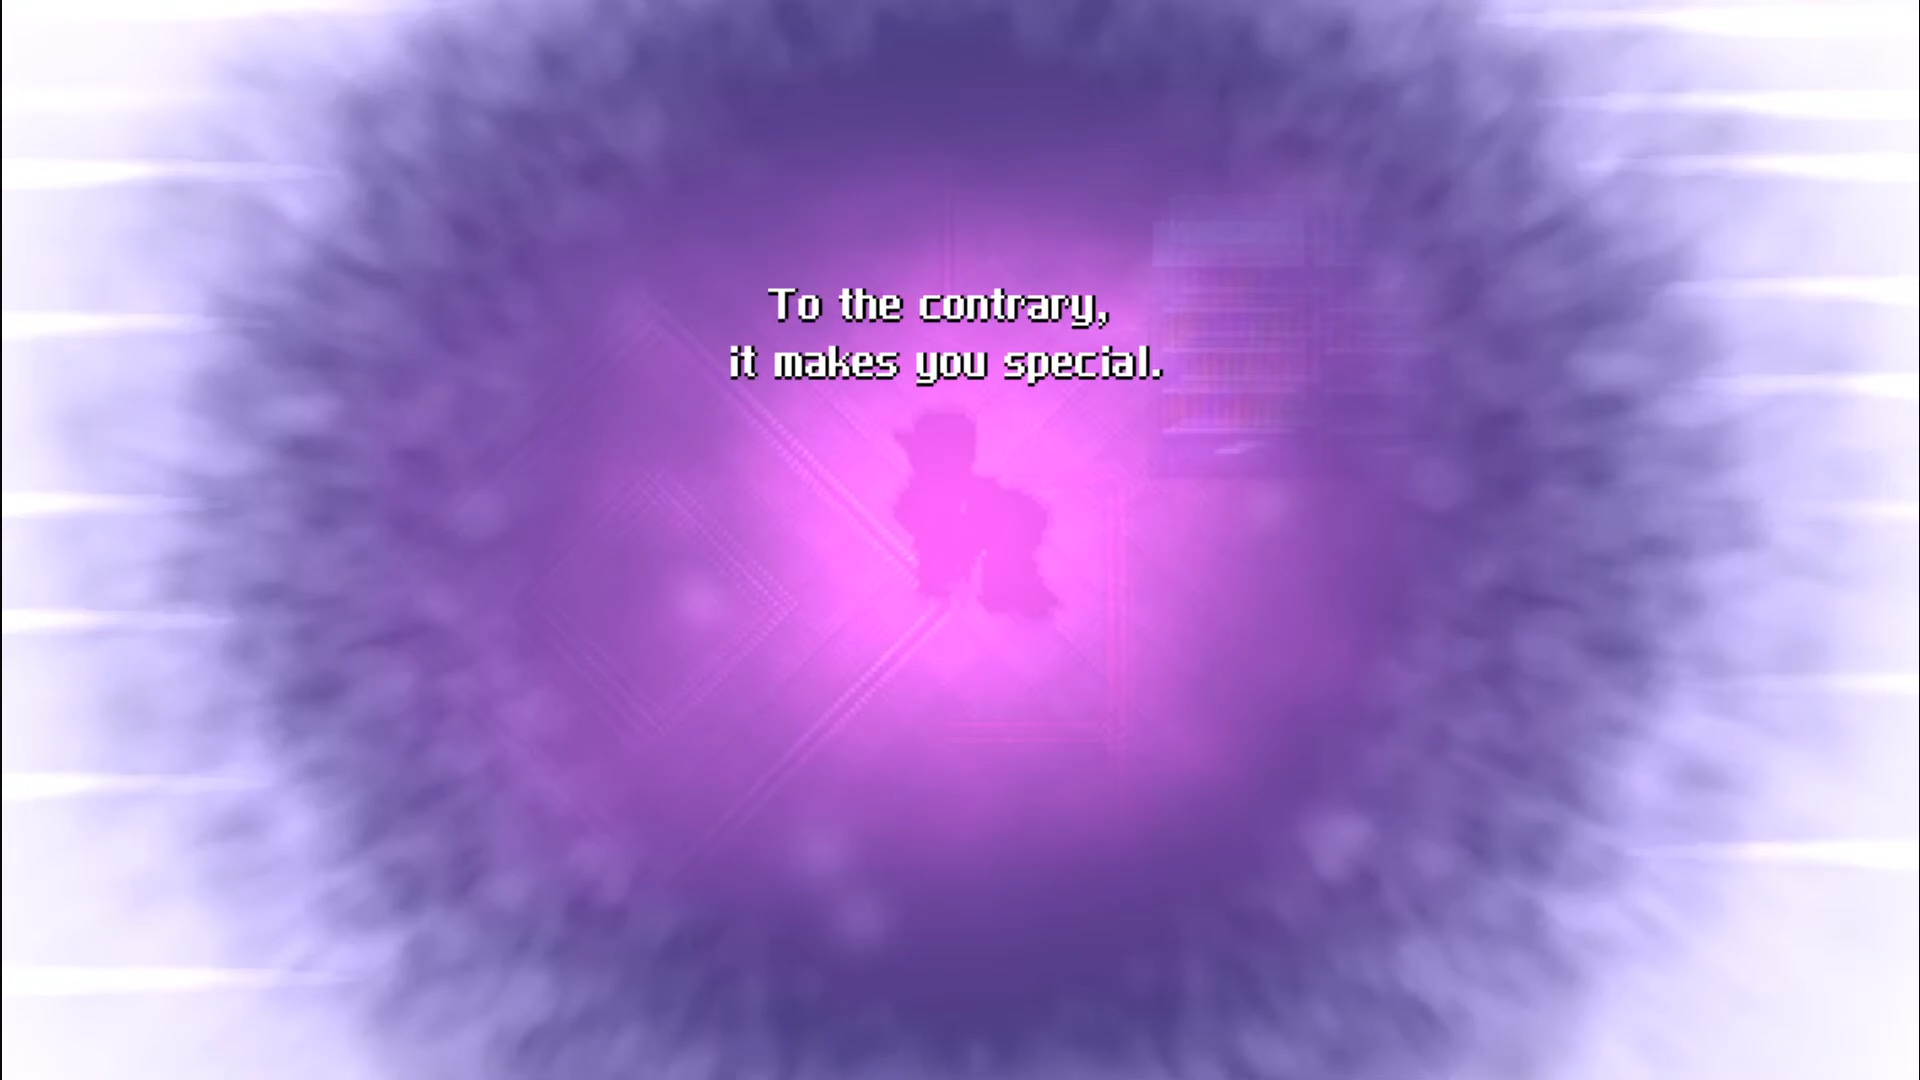 To the contrary,
it makes you special.